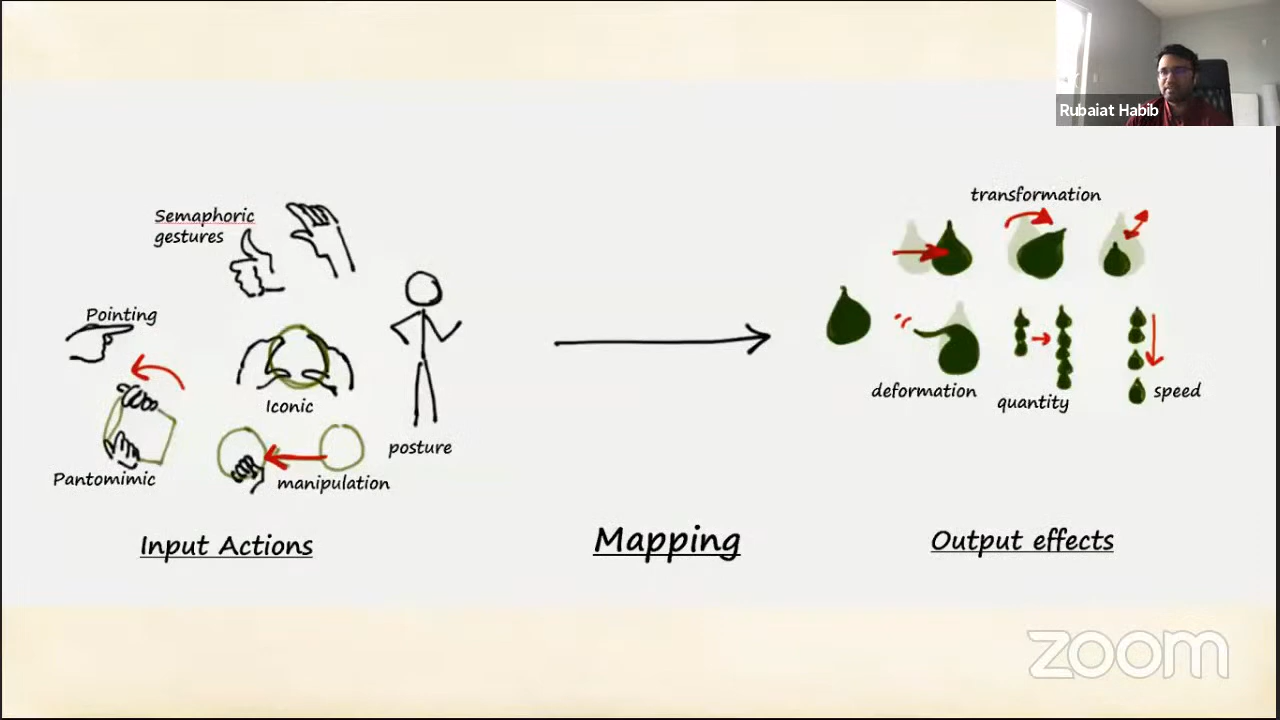 Rubaiat Habib
transformation
Semaphoric
gestures
Pointing
Iconic
posture
Pantomimic
manipulation
deformation
quantity
speed
Input Actions
Mapping
Output effects
zoom